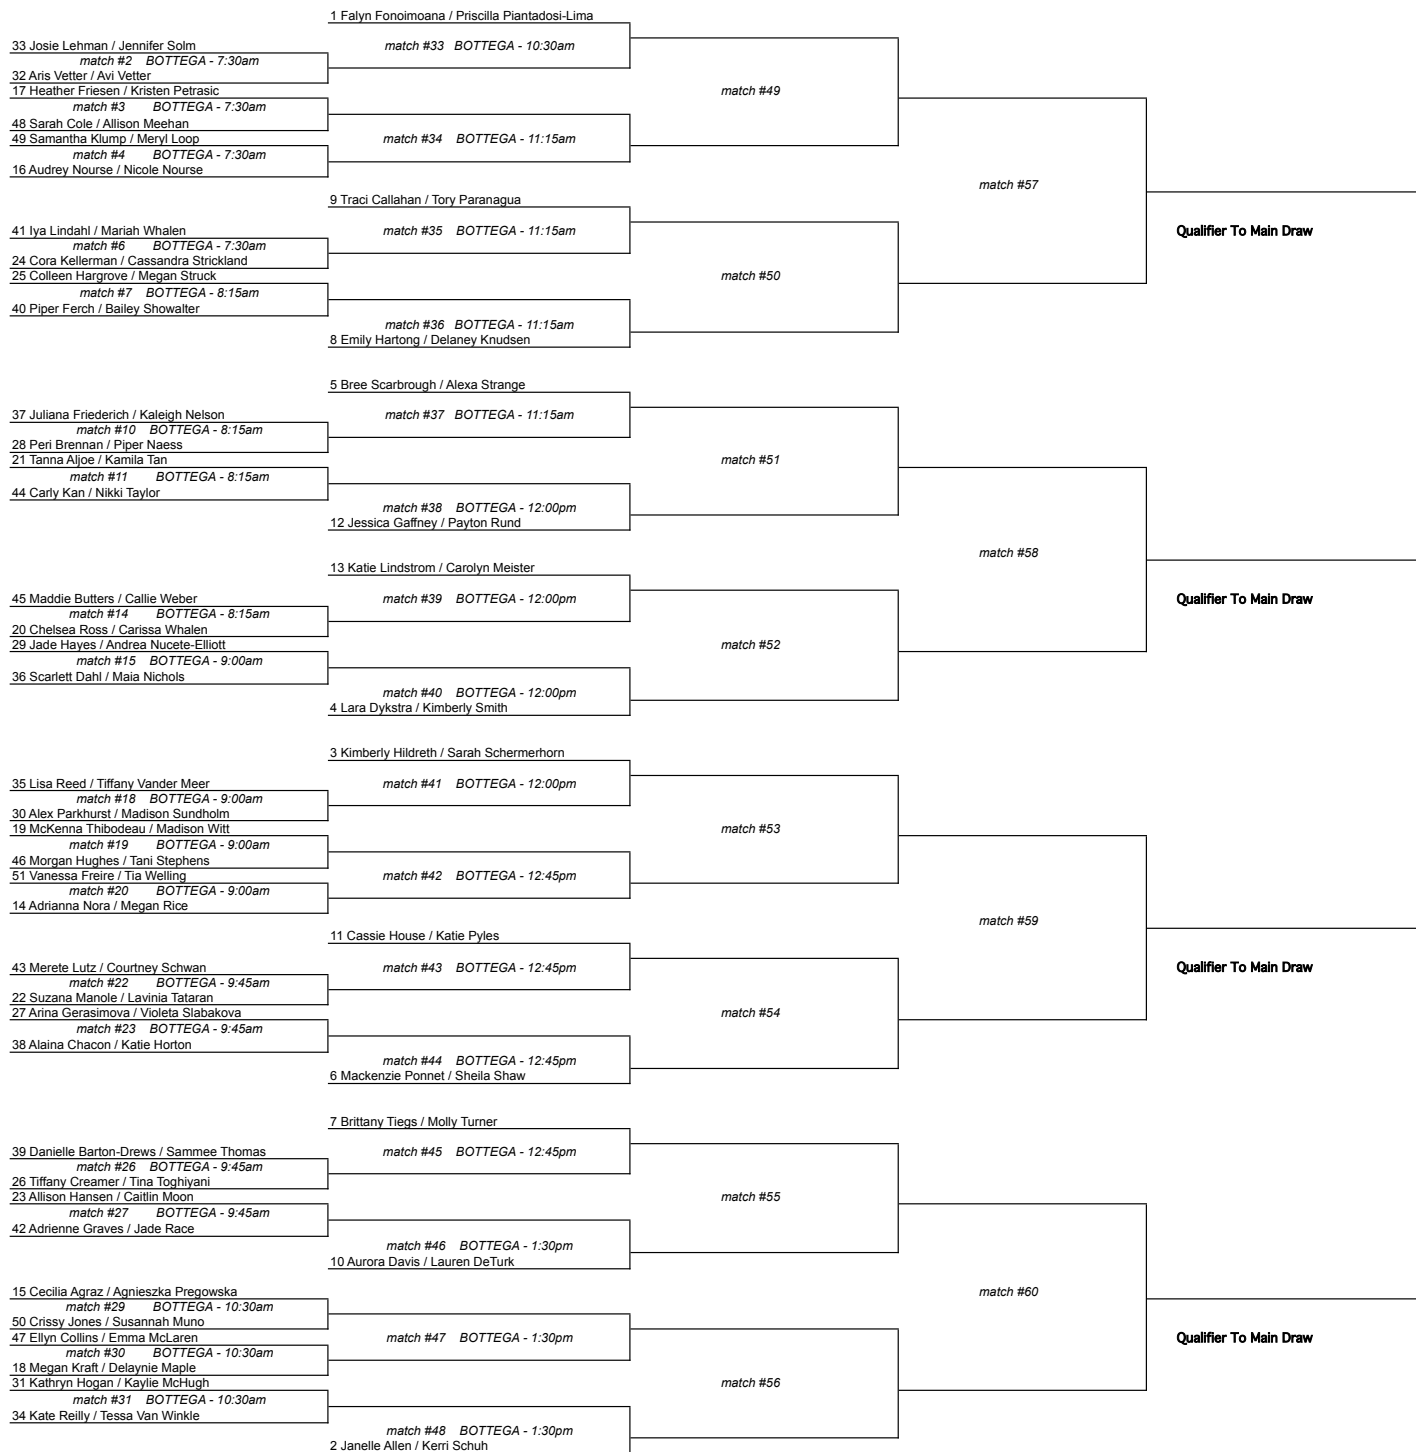 1 Falyn Fonoimoana / Priscilla Piantadosi-Lima
33 Josie Lehman / Jennifer Solm
match #33 BOTTEGA - 10:30am
match #2 BOTTEGA - 7:30am
32 Aris Vetter / Avi Vetter
17 Heather Friesen / Kristen Petrasic
match #49
match #3 BOTTEGA - 7:30am
48 Sarah Cole / Allison Meehan
49 Samantha Klump / Meryl Loop
match #34 BOTTEGA - 11:15am
match #4 BOTTEGA - 7:30am
16 Audrey Nourse / Nicole Nourse
match #57
9 Traci Callahan / Tory Paranagua
41 Iya Lindahl / Mariah Whalen
match #35 BOTTEGA - 11:15am
Qualifier To Main Draw
match #6 BOTTEGA - 7:30am
24 Cora Kellerman / Cassandra Strickland
25 Colleen Hargrove / Megan Struck
match #50
match #7 BOTTEGA - 8:15am
40 Piper Ferch / Bailey Showalter
match #36 BOTTEGA - 11:15am
8 Emily Hartong / Delaney Knudsen
5 Bree Scarbrough / Alexa Strange
37 Juliana Friederich / Kaleigh Nelson
match #37 BOTTEGA - 11:15am
match #10 BOTTEGA - 8:15am
28 Peri Brennan / Piper Naess
21 Tanna Aljoe / Kamila Tan
match #51
match #11 BOTTEGA - 8:15am
44 Carly Kan / Nikki Taylor
match #38 BOTTEGA - 12:00pm
12 Jessica Gaffney / Payton Rund
match #58
13 Katie Lindstrom / Carolyn Meister
45 Maddie Butters / Callie Weber
match #39 BOTTEGA - 12:00pm
Qualifier To Main Draw
match #14 BOTTEGA - 8:15am
20 Chelsea Ross / Carissa Whalen
29 Jade Hayes / Andrea Nucete-Elliott
match #52
match #15 BOTTEGA - 9:00am
36 Scarlett Dahl / Maia Nichols
match #40 BOTTEGA - 12:00pm
4 Lara Dykstra / Kimberly Smith
3 Kimberly Hildreth / Sarah Schermerhorn
35 Lisa Reed / Tiffany Vander Meer
match #41 BOTTEGA - 12:00pm
match #18 BOTTEGA - 9:00am
30 Alex Parkhurst / Madison Sundholm
19 McKenna Thibodeau / Madison Witt
match #53
match #19 BOTTEGA - 9:00am
46 Morgan Hughes / Tani Stephens
51 Vanessa Freire / Tia Welling
match #42 BOTTEGA - 12:45pm
match #20 BOTTEGA - 9:00am
14 Adrianna Nora / Megan Rice
match #59
11 Cassie House / Katie Pyles
43 Merete Lutz / Courtney Schwan
match #43 BOTTEGA - 12:45pm
Qualifier To Main Draw
match #22 BOTTEGA - 9:45am
22 Suzana Manole / Lavinia Tataran
27 Arina Gerasimova / Violeta Slabakova
match #54
match #23 BOTTEGA - 9:45am
38 Alaina Chacon / Katie Horton
match #44 BOTTEGA - 12:45pm
6 Mackenzie Ponnet / Sheila Shaw
7 Brittany Tiegs / Molly Turner
39 Danielle Barton-Drews / Sammee Thomas
match #45 BOTTEGA - 12:45pm
match #26 BOTTEGA - 9:45am
26 Tiffany Creamer / Tina Toghiyani
23 Allison Hansen / Caitlin Moon
match #55
match #27 BOTTEGA - 9:45am
42 Adrienne Graves / Jade Race
match #46 BOTTEGA - 1:30pm
10 Aurora Davis / Lauren DeTurk
15 Cecilia Agraz / Agnieszka Pregowska
match #60
match #29 BOTTEGA - 10:30am
50 Crissy Jones / Susannah Muno
47 Ellyn Collins / Emma McLaren
match #47 BOTTEGA - 1:30pm
Qualifier To Main Draw
match #30 BOTTEGA - 10:30am
18 Megan Kraft / Delaynie Maple
31 Kathryn Hogan / Kaylie McHugh
match #56
match #31 BOTTEGA - 10:30am
34 Kate Reilly / Tessa Van Winkle
match #48 BOTTEGA - 1:30pm
2 Janelle Allen / Kerri Schuh